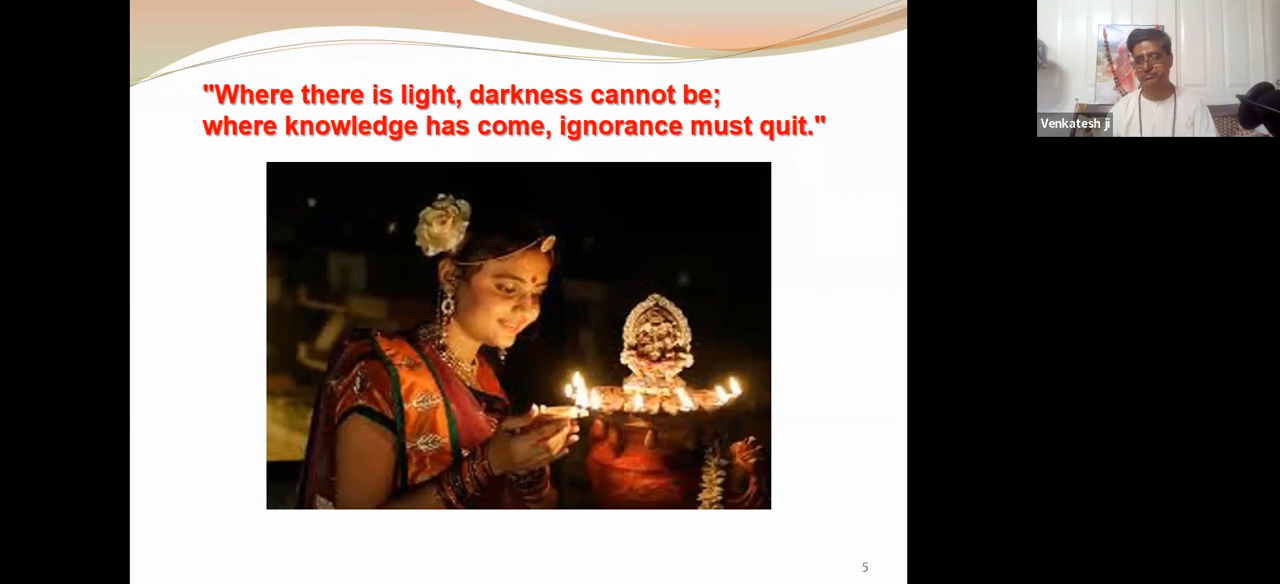 "Where there is light, darkness cannot be;
where knowledge has come, ignorance must quit."
Venkatesh ji
5